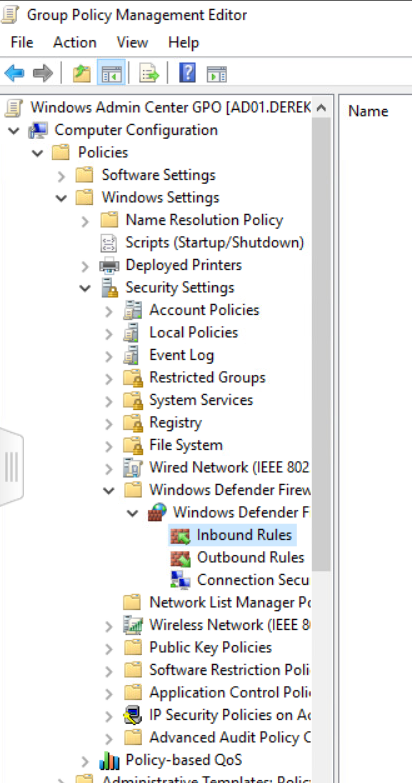 Group Policy Management Editor
File Action View Help
Windows Admin Center GPO [AD01.DEREK
Name
Computer Configuration
Policies
Software Settings
Windows Settings
Name Resolution Policy
Scripts (Startup/Shutdown)
Deployed Printers
Security Settings
Account Policies
Local Policies
Event Log
Restricted Groups
System Services
Registry
File System
Wired Network (IEEE 802
Windows Defender Firew
Windows Defender F
Inbound Rules
Outbound Rules
Connection Secu
Network List Manager Po
Wireless Network (IEEE 8
Public Key Policies
Software Restriction Poli
Application Control Poli
IP Security Policies on Ac
Advanced Audit Policy C
Policy-based QoS
Administrative Templates: Polic